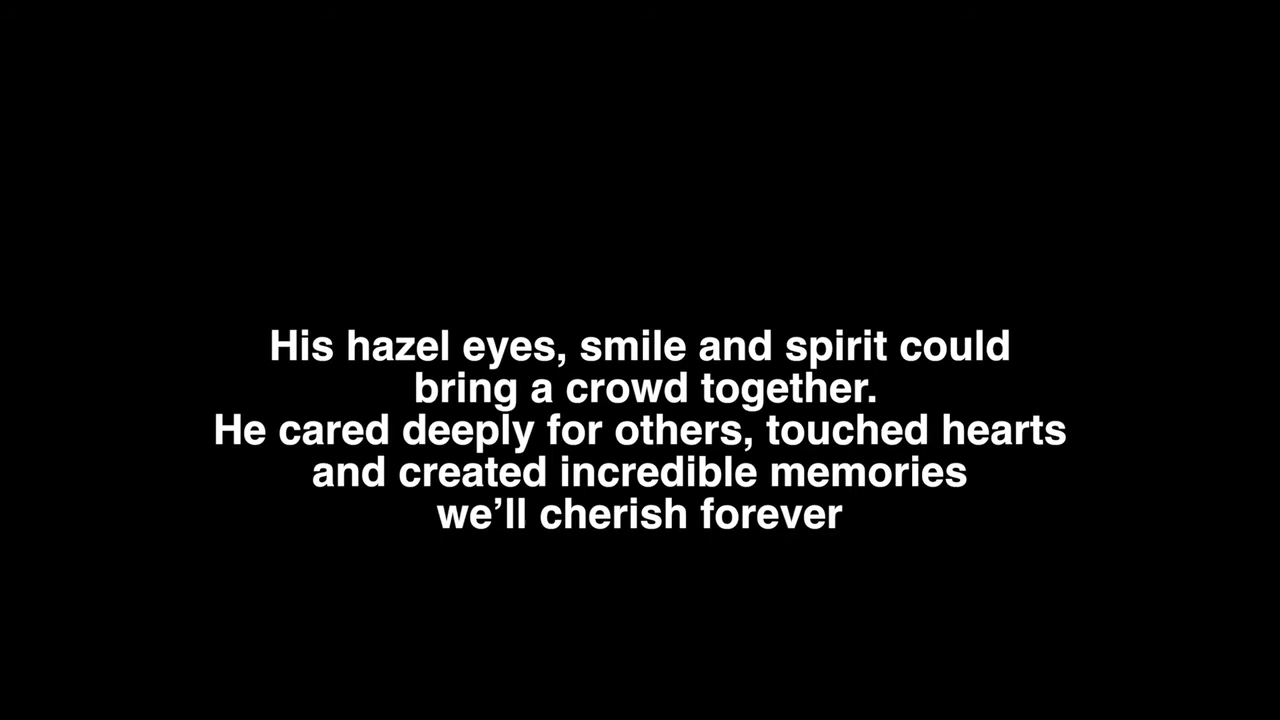 His hazel eyes, smile and spirit could
bring a crowd together.
He cared deeply for others, touched hearts
and created incredible memories
we’ll cherish forever